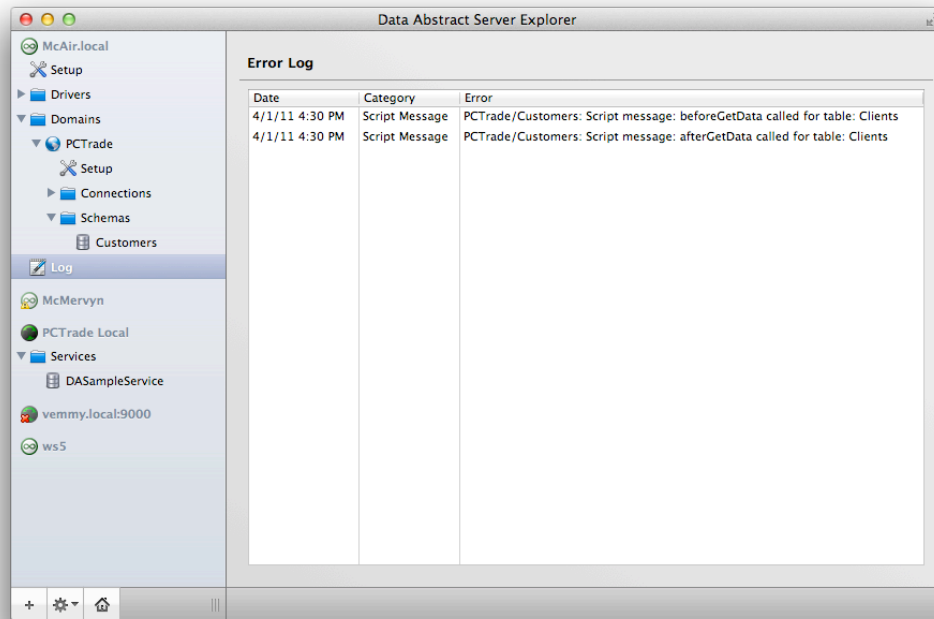 Data Abstract Server Explorer
McAir.local
Setup
Drivers
Domains
PCTrade
Setup
Connections
Schemas
Customers
Log
McMervyn
PCTrade Local
Services
DASampleService
vemmy.local:9000
ws5
Error Log
Date Category Error
4/1/11 4:30 PM Script Message PCTrade/Customers: Script message: beforeGetData called for table: Clients
4/1/11 4:30 PM Script Message PCTrade/Customers: Script message: afterGetData called for table: Clients